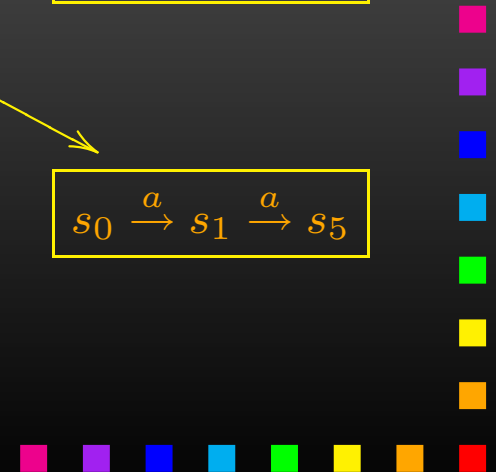 s₀ →ᵃ s₁ →ᵃ s₅